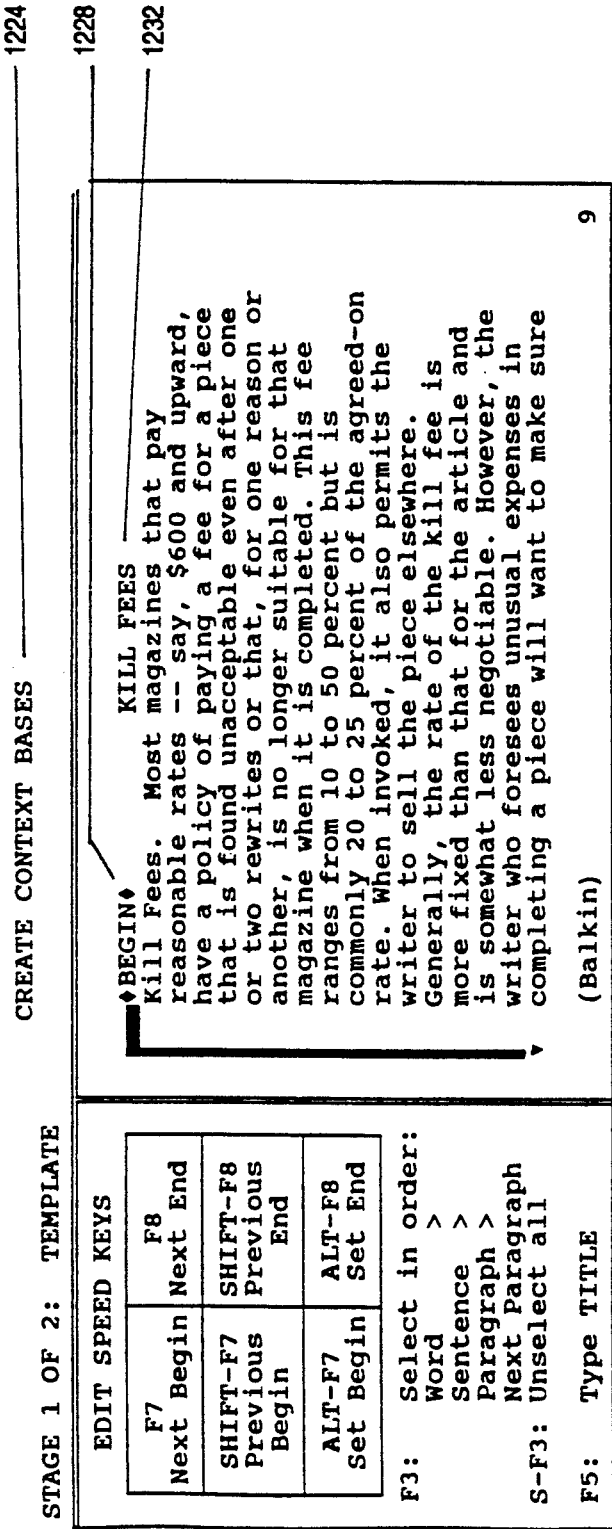 STAGE 1 OF 2: TEMPLATE
CREATE CONTEXT BASES
1224
1228
1232
EDIT SPEED KEYS
F7
Next Begin
F8
Next End
SHIFT-F7
Previous
Begin
SHIFT-F8
Previous
End
ALT-F7
Set Begin
ALT-F8
Set End
F3: Select in order:
Word >
Sentence >
Paragraph >
Next Paragraph
S-F3: Unselect all
F5: Type TITLE
♦BEGIN♦
KILL FEES
Kill Fees. Most magazines that pay
reasonable rates -- say, $600 and upward,
have a policy of paying a fee for a piece
that is found unacceptable even after one
or two rewrites or that, for one reason or
another, is no longer suitable for that
magazine when it is completed. This fee
ranges from 10 to 50 percent but is
commonly 20 to 25 percent of the agreed-on
rate. When invoked, it also permits the
writer to sell the piece elsewhere.
Generally, the rate of the kill fee is
more fixed than that for the article and
is somewhat less negotiable. However, the
writer who foresees unusual expenses in
completing a piece will want to make sure
(Balkin)
9